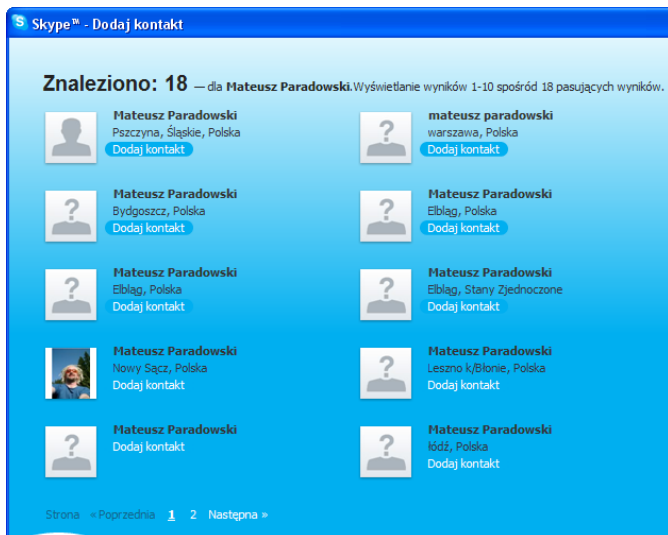 Skype™ - Dodaj kontakt
Znaleziono: 18 — dla Mateusz Paradowski.Wyświetlanie wyników 1-10 spośród 18 pasujących wyników.
Mateusz Paradowski
Pszczyna, Śląskie, Polska
Dodaj kontakt
mateusz paradowski
warszawa, Polska
Dodaj kontakt
Mateusz Paradowski
Bydgoszcz, Polska
Dodaj kontakt
Mateusz Paradowski
Elbląg, Polska
Dodaj kontakt
Mateusz Paradowski
Elbląg, Polska
Dodaj kontakt
Mateusz Paradowski
Elbląg, Stany Zjednoczone
Dodaj kontakt
Mateusz Paradowski
Nowy Sącz, Polska
Dodaj kontakt
Mateusz Paradowski
Leszno k/Błonie, Polska
Dodaj kontakt
Mateusz Paradowski
Dodaj kontakt
Mateusz Paradowski
łódź, Polska
Dodaj kontakt
Strona « Poprzednia 1 2 Następna »